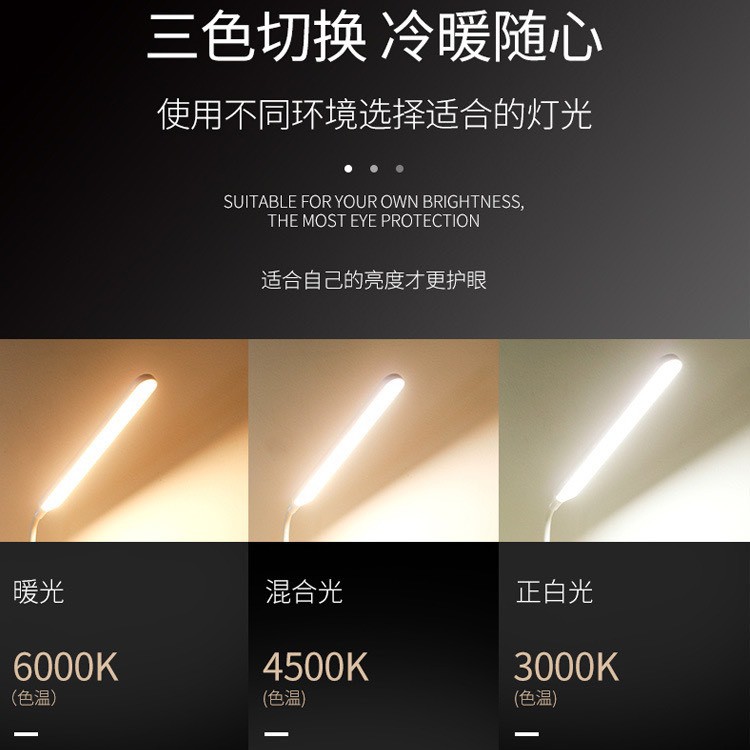 三色切换 冷暖随心
使用不同环境选择适合的灯光
SUITABLE FOR YOUR OWN BRIGHTNESS,
THE MOST EYE PROTECTION
适合自己的亮度才更护眼
暖光
6000K
(色温)
混合光
4500K
(色温)
正白光
3000K
(色温)